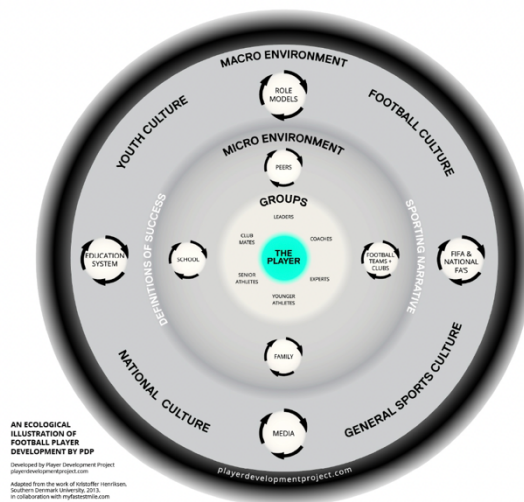 MACRO ENVIRONMENT
ROLE
MODELS
YOUTH CULTURE
FOOTBALL CULTURE
MICRO ENVIRONMENT
PEERS
GROUPS
LEADERS
CLUB
MATES
COACHES
DEFINITIONS OF SUCCESS
SPORTING NARRATIVE
EDUCATION
SYSTEM
SCHOOL
THE
PLAYER
FOOTBALL
TEAMS +
CLUBS
FIFA &
NATIONAL
FA'S
SENIOR
ATHLETES
EXPERTS
YOUNGER
ATHLETES
FAMILY
NATIONAL CULTURE
GENERAL SPORTS CULTURE
MEDIA
playerdevelopmentproject.com
AN ECOLOGICAL
ILLUSTRATION OF
FOOTBALL PLAYER
DEVELOPMENT BY PDP
Developed by Player Development Project
playerdevelopmentproject.com
Adapted from the work of Kristoffer Henriksen,
Southern Denmark University, 2013,
in collaboration with myfastestmile.com